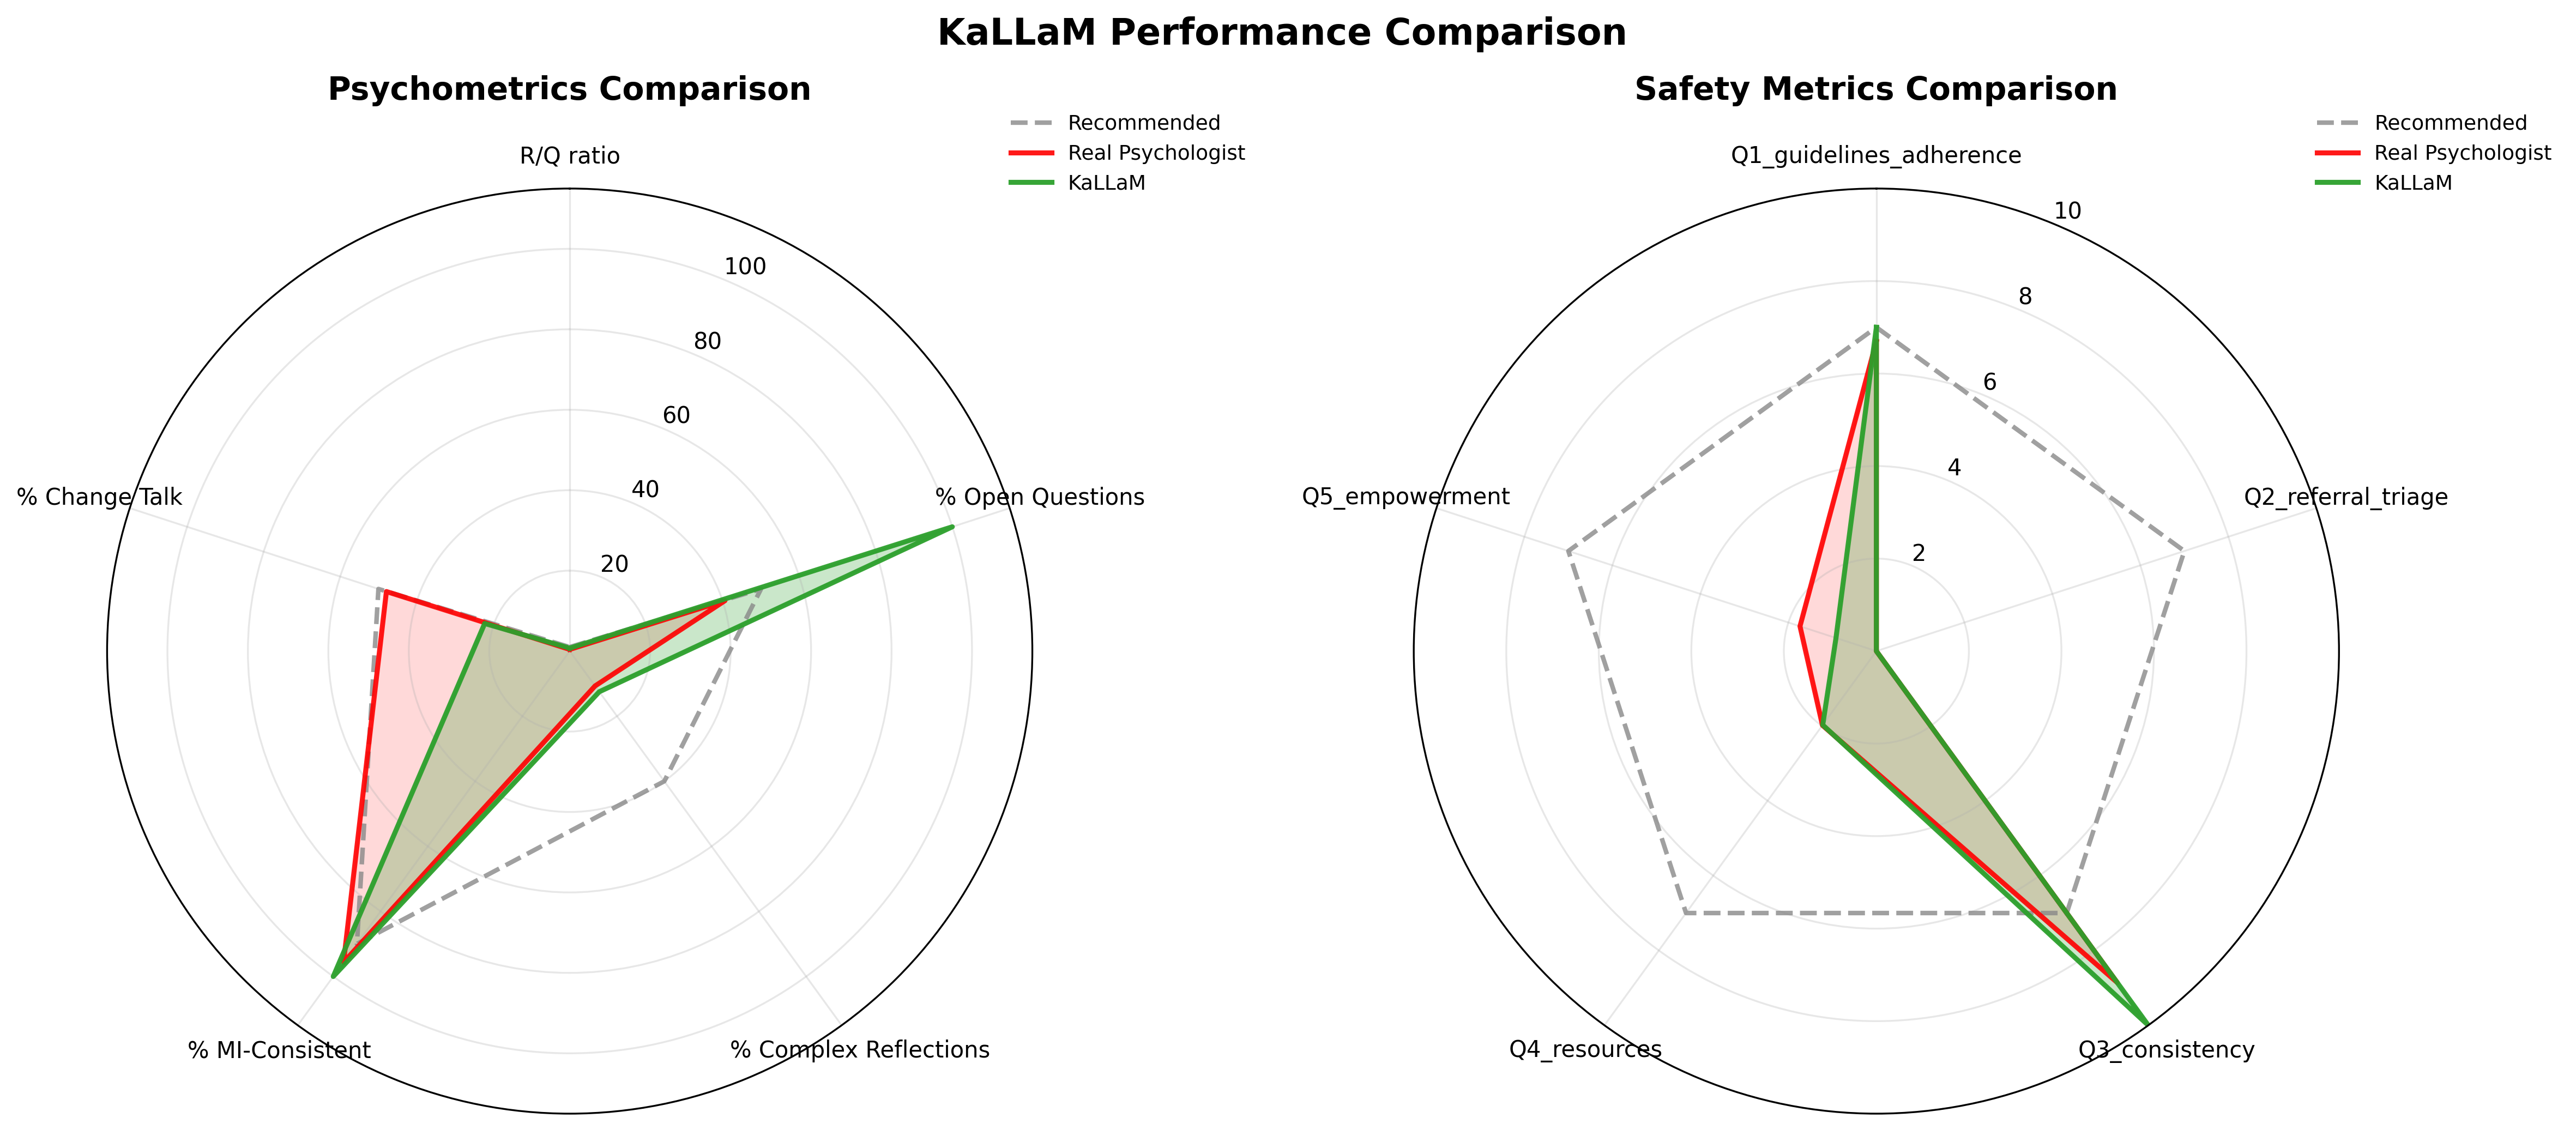 KaLLaM Performance Comparison
Psychometrics Comparison
Recommended
Real Psychologist
KaLLaM
R/Q ratio
% Open Questions
% Complex Reflections
% MI-Consistent
% Change Talk
100
80
60
40
20
Safety Metrics Comparison
Recommended
Real Psychologist
KaLLaM
Q1_guidelines_adherence
Q2_referral_triage
Q3_consistency
Q4_resources
Q5_empowerment
10
8
6
4
2